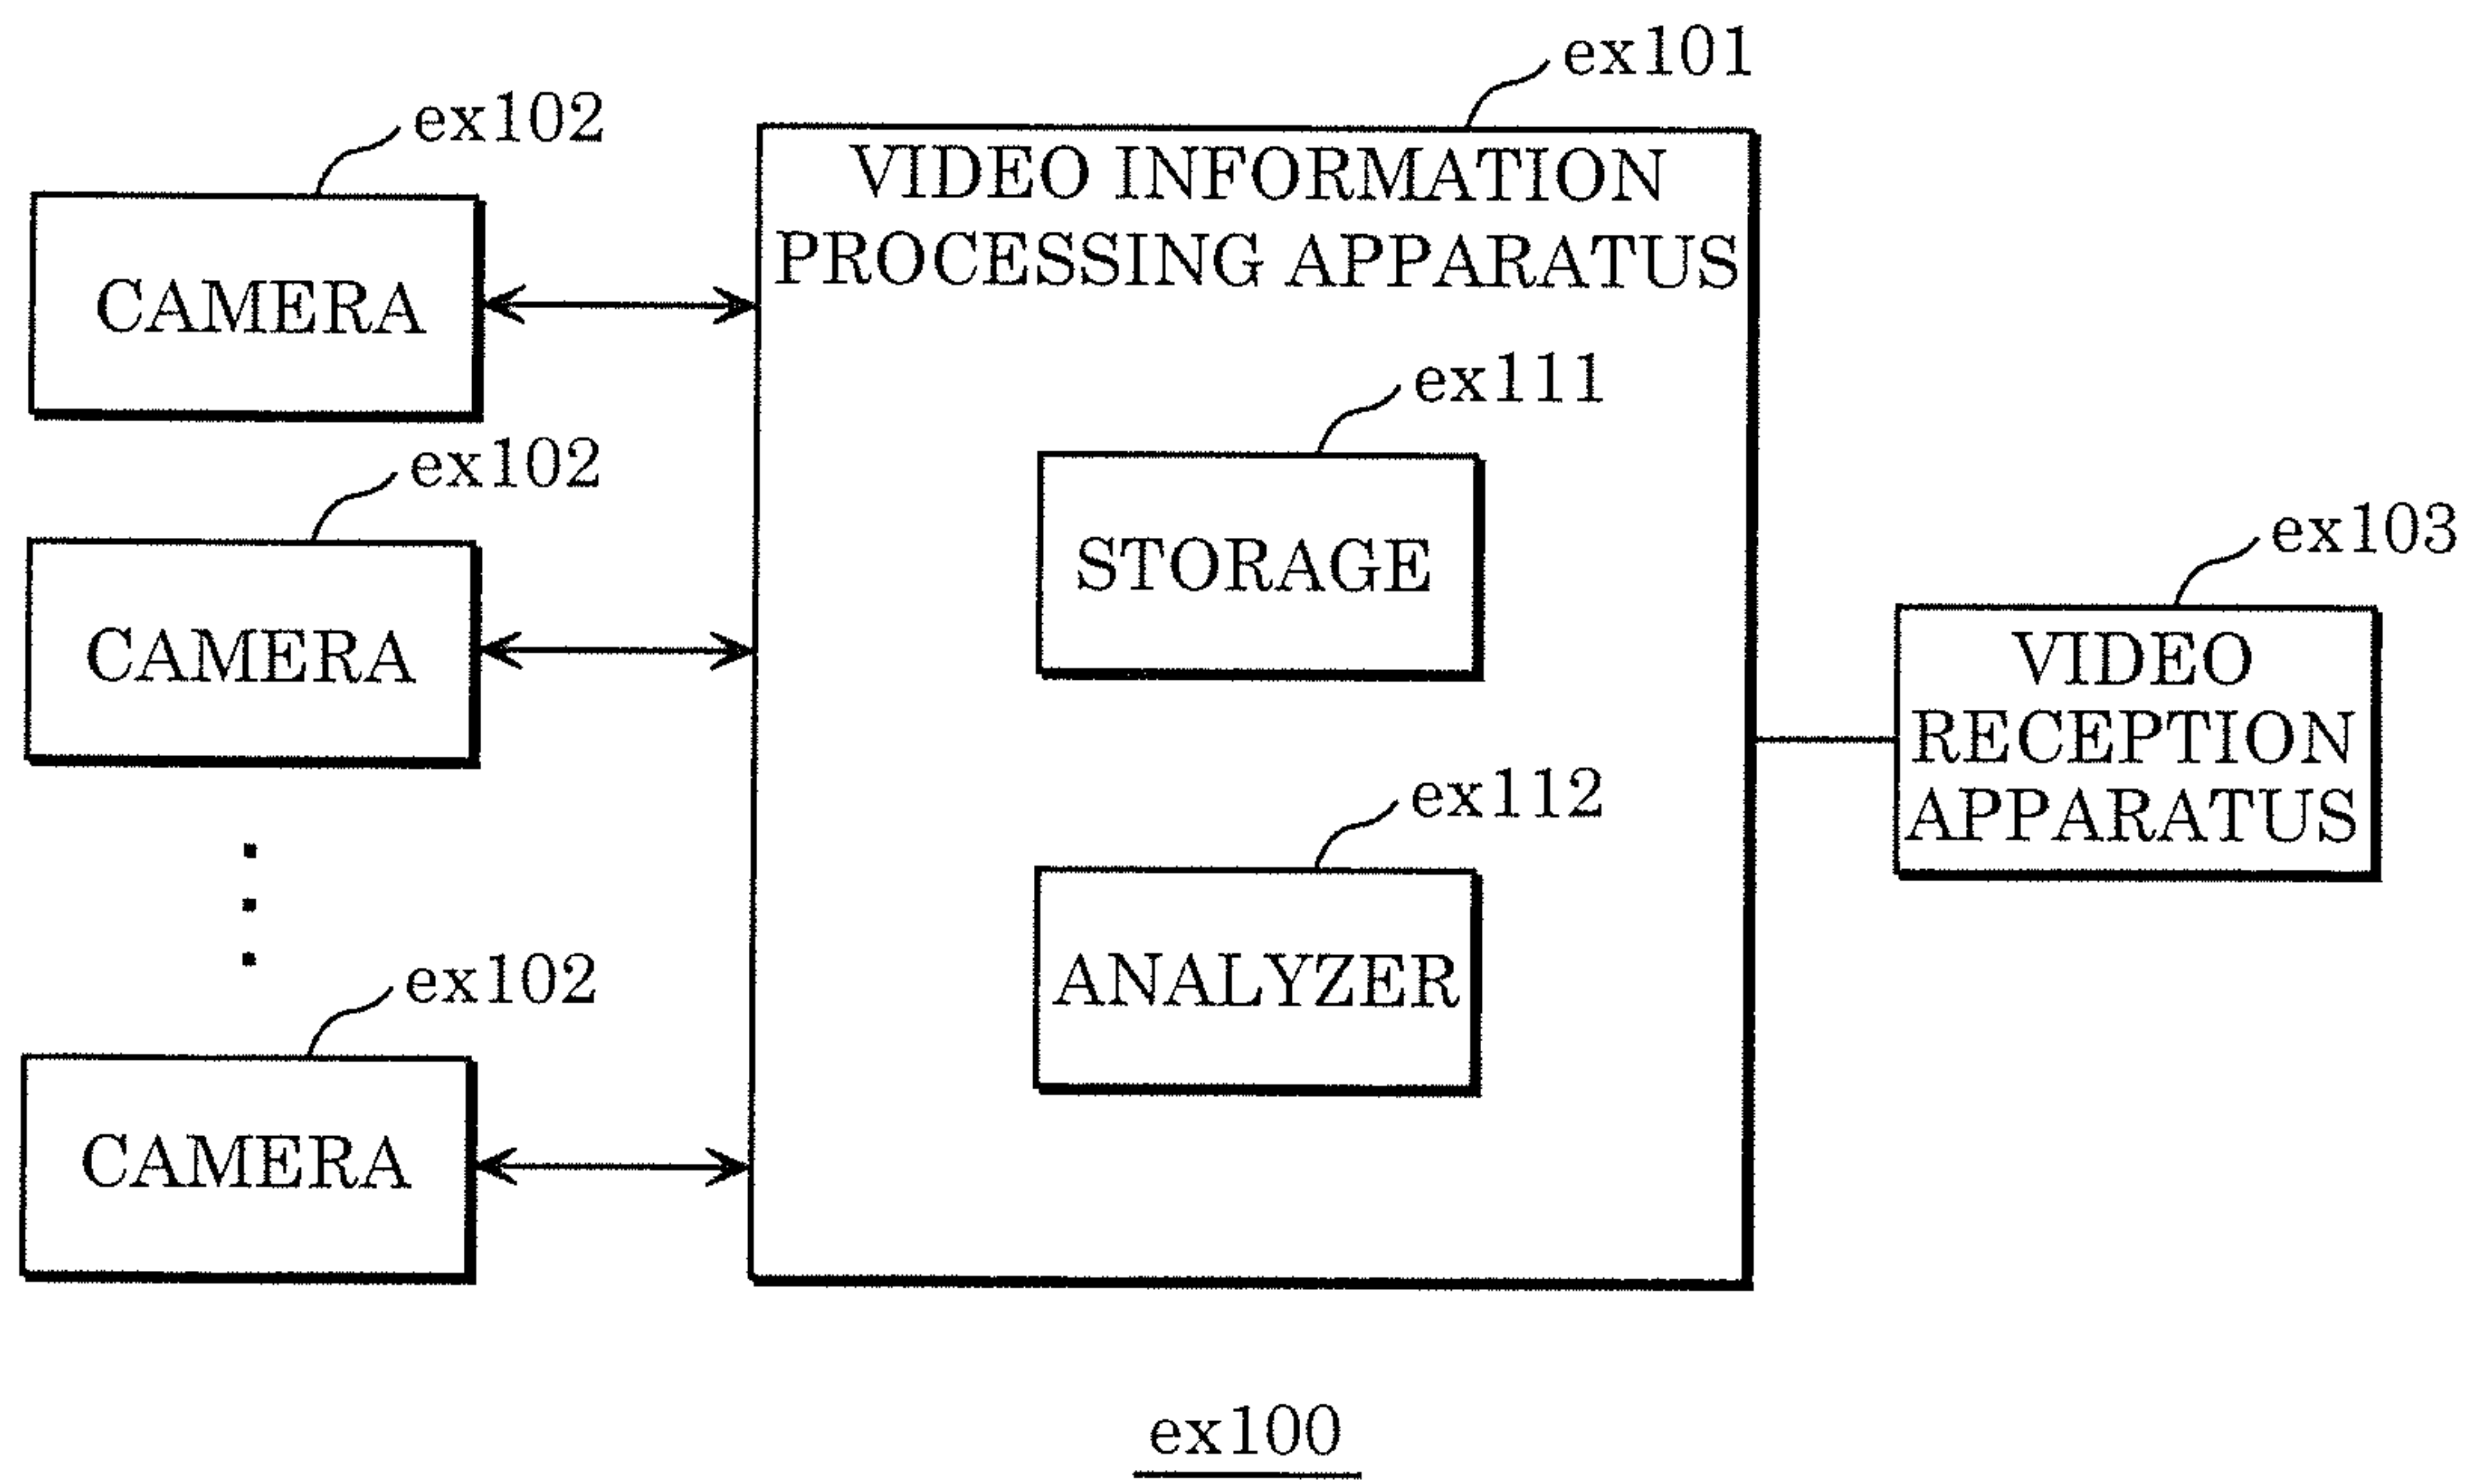 ex101
ex102
VIDEO INFORMATION
PROCESSING APPARATUS
CAMERA
ex111
ex102
STORAGE
CAMERA
ex103
VIDEO
RECEPTION
APPARATUS
ex112
ANALYZER
ex102
CAMERA
ex100